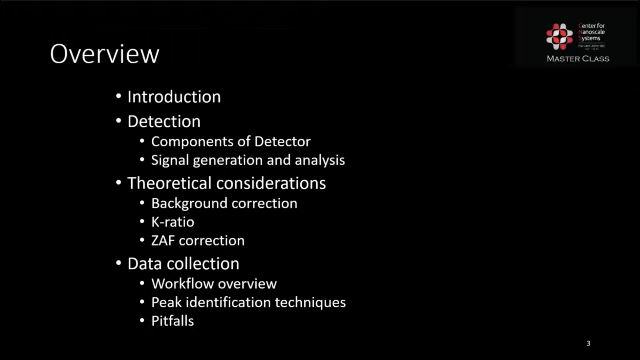 Overview
Center for
Nanoscale
Systems
MASTER CLASS
• Introduction
• Detection
• Components of Detector
• Signal generation and analysis
• Theoretical considerations
• Background correction
• K-ratio
• ZAF correction
• Data collection
• Workflow overview
• Peak identification techniques
• Pitfalls
3